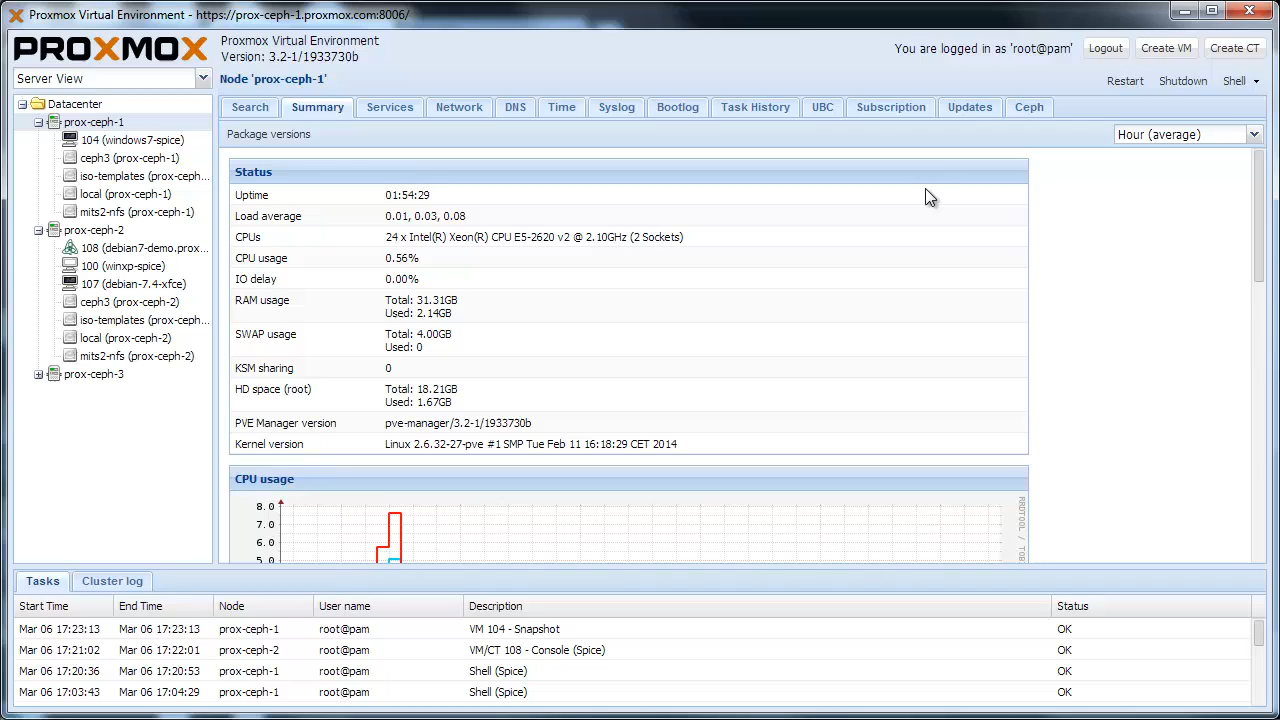 Proxmox Virtual Environment - https://prox-ceph-1.proxmox.com:8006/
PROXMOX
Proxmox Virtual Environment
Version: 3.2-1/1933730b
You are logged in as 'root@pam'
Logout
Create VM
Create CT
Server View
Node 'prox-ceph-1'
Restart
Shutdown
Shell
Datacenter
prox-ceph-1
104 (windows7-spice)
ceph3 (prox-ceph-1)
iso-templates (prox-ceph...
local (prox-ceph-1)
mits2-nfs (prox-ceph-1)
prox-ceph-2
108 (debian7-demo.prox...
100 (winxp-spice)
107 (debian-7.4-xfce)
ceph3 (prox-ceph-2)
iso-templates (prox-ceph...
local (prox-ceph-2)
mits2-nfs (prox-ceph-2)
prox-ceph-3
Search
Summary
Services
Network
DNS
Time
Syslog
Bootlog
Task History
UBC
Subscription
Updates
Ceph
Package versions
Hour (average)
Status
Uptime 01:54:29
Load average 0.01, 0.03, 0.08
CPUs 24 x Intel(R) Xeon(R) CPU E5-2620 v2 @ 2.10GHz (2 Sockets)
CPU usage 0.56%
IO delay 0.00%
RAM usage Total: 31.31GB
Used: 2.14GB
SWAP usage Total: 4.00GB
Used: 0
KSM sharing 0
HD space (root) Total: 18.21GB
Used: 1.67GB
PVE Manager version pve-manager/3.2-1/1933730b
Kernel version Linux 2.6.32-27-pve #1 SMP Tue Feb 11 16:18:29 CET 2014
CPU usage
8.0
7.0
6.0
5.0
RRDTOOL /
Tasks
Cluster log
Start Time End Time Node User name Description Status
Mar 06 17:23:13 Mar 06 17:23:13 prox-ceph-1 root@pam VM 104 - Snapshot OK
Mar 06 17:21:02 Mar 06 17:22:01 prox-ceph-2 root@pam VM/CT 108 - Console (Spice) OK
Mar 06 17:20:36 Mar 06 17:20:53 prox-ceph-1 root@pam Shell (Spice) OK
Mar 06 17:03:43 Mar 06 17:04:29 prox-ceph-1 root@pam Shell (Spice) OK